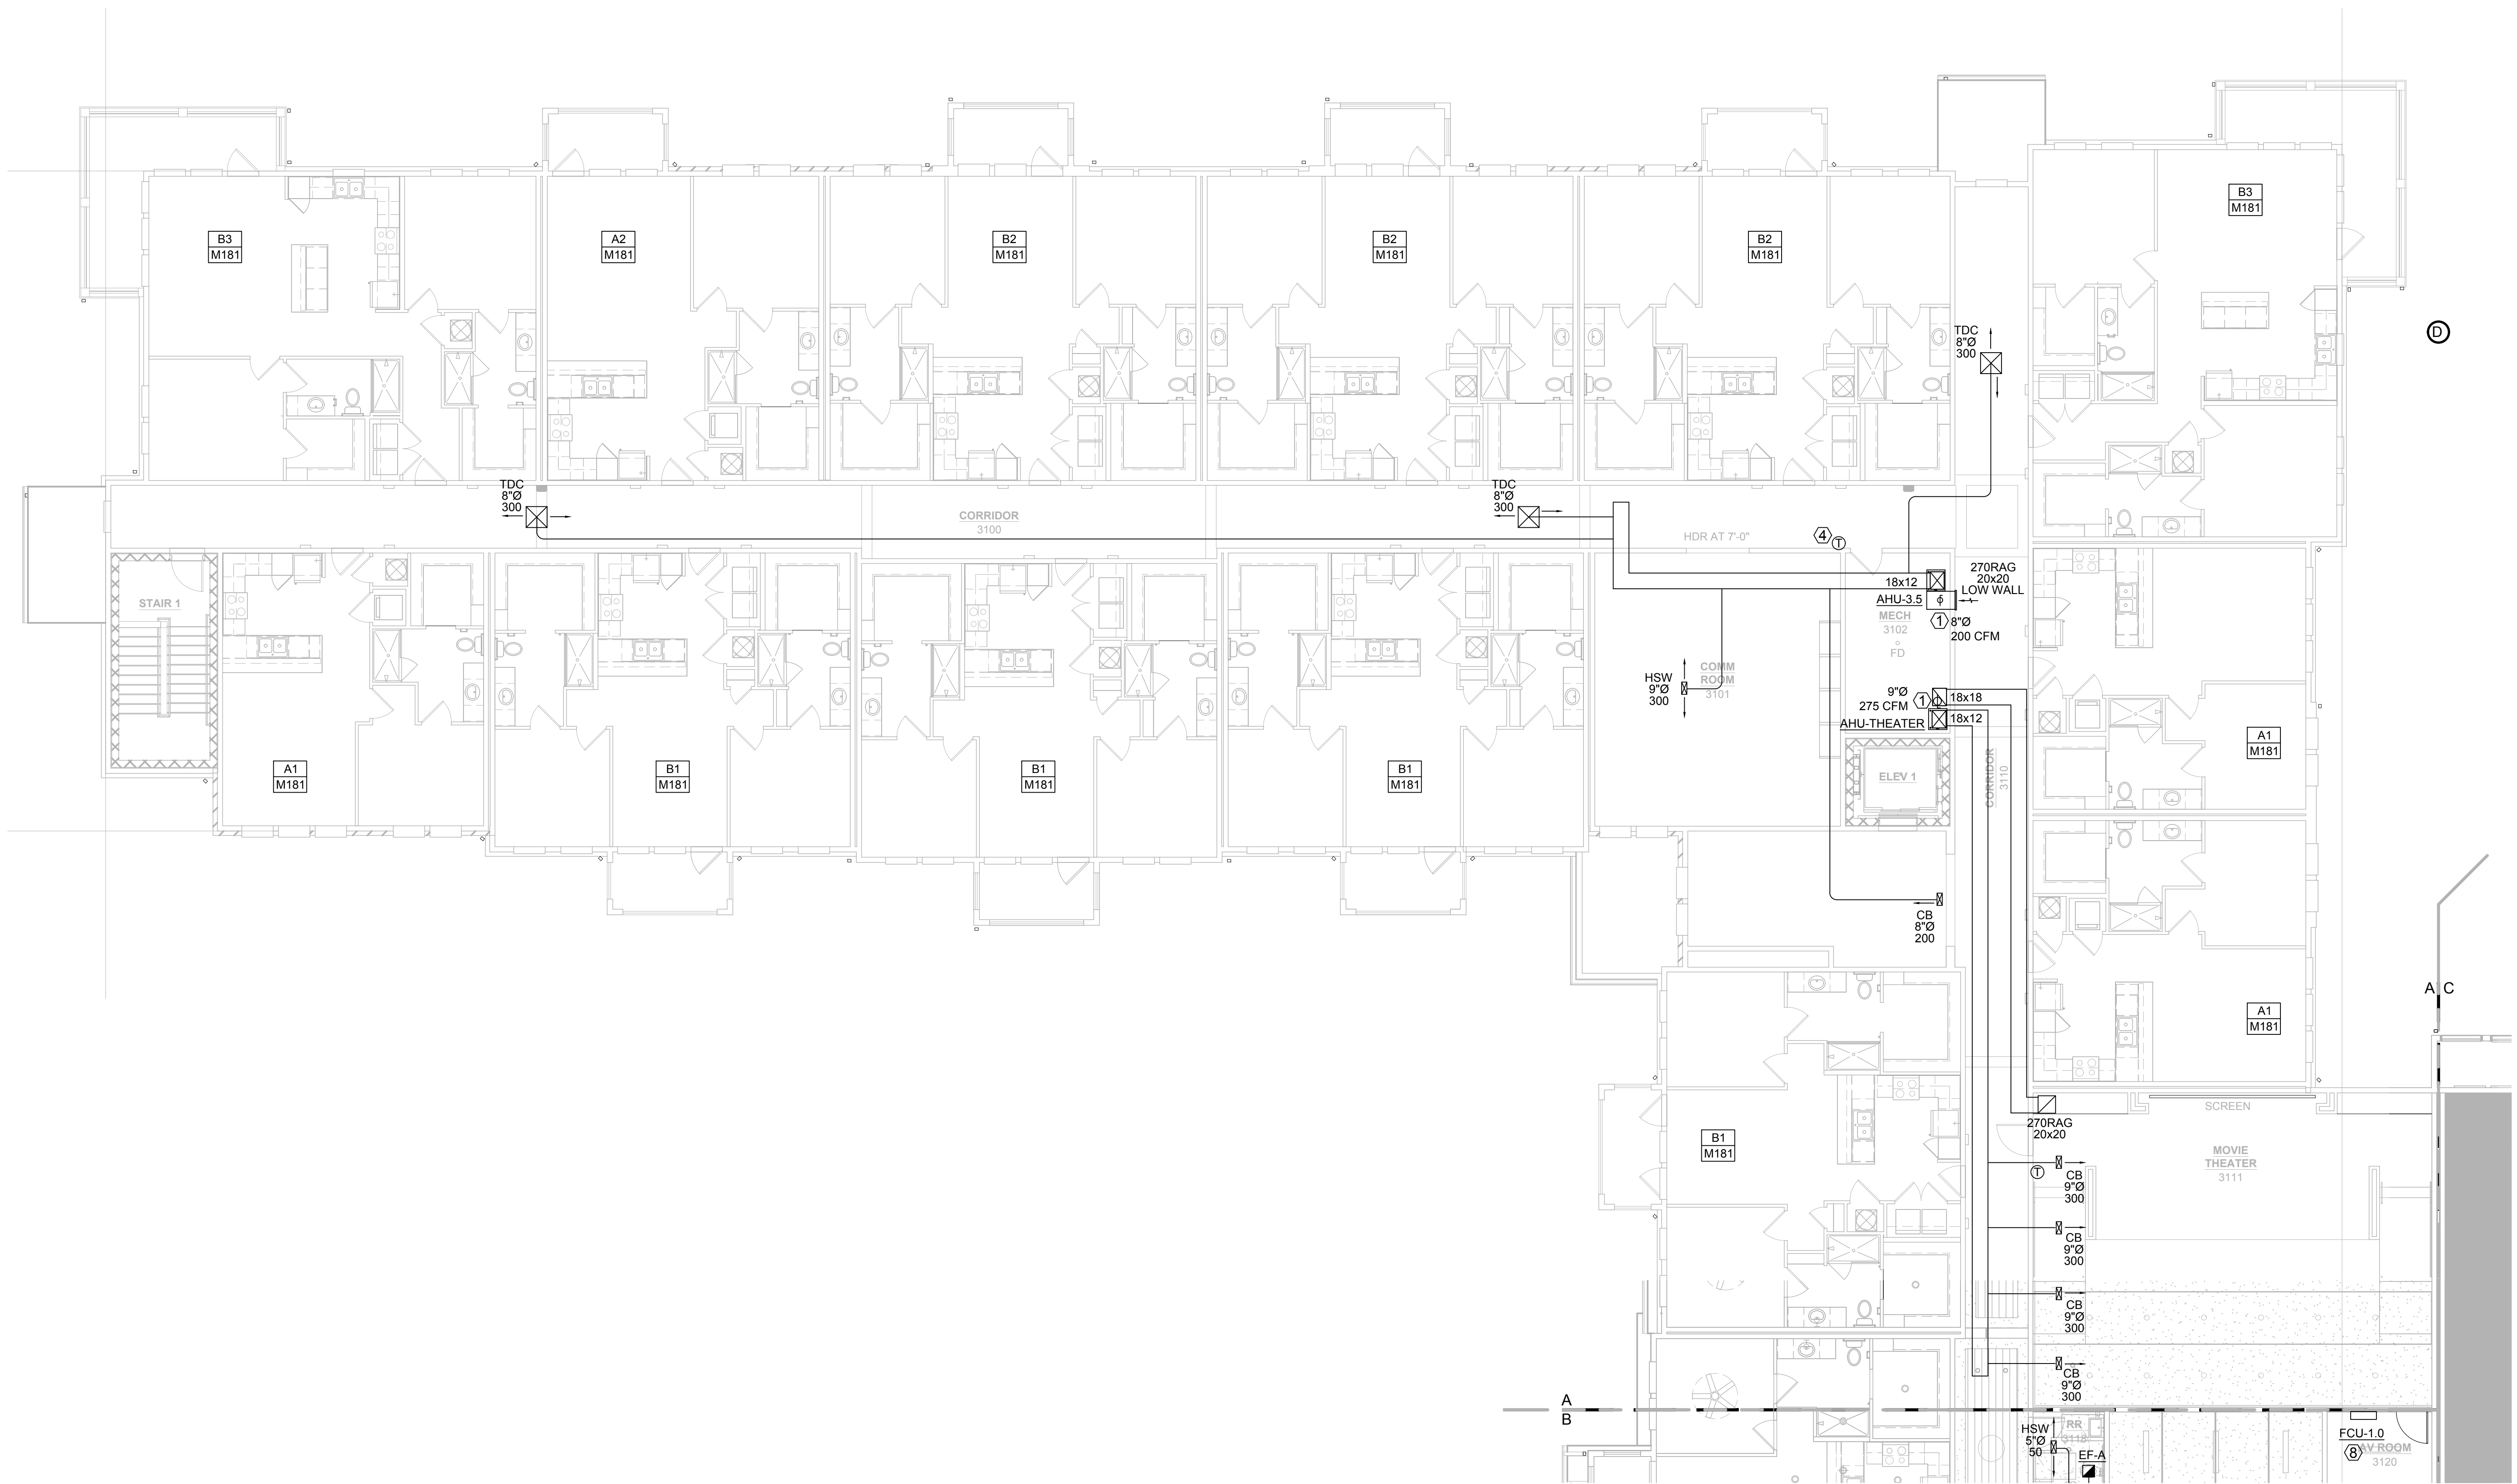 B3
M181
A2
M181
B2
M181
B2
M181
B2
M181
B3
M181
D
TDC
8"Ø
300
TDC
8"Ø
300
TDC
8"Ø
300
CORRIDOR
3100
HDR AT 7'-0"
4
T
270RAG
20x20
LOW WALL
18x12
AHU-3.5
1
8"Ø
200 CFM
MECH
3102
FD
STAIR 1
COMM
ROOM
3101
HSW
9"Ø
300
9"Ø
275 CFM
1
18x18
AHU-THEATER
18x12
CORRIDOR
3110
ELEV 1
A1
M181
B1
M181
B1
M181
B1
M181
A1
M181
CB
8"Ø
200
A1
M181
A C
B1
M181
SCREEN
270RAG
20x20
MOVIE
THEATER
3111
T
CB
9"Ø
300
CB
9"Ø
300
CB
9"Ø
300
CB
9"Ø
300
A
B
HSW
5"Ø
50
RR
3118
EF-A
FCU-1.0
8
AV ROOM
3120